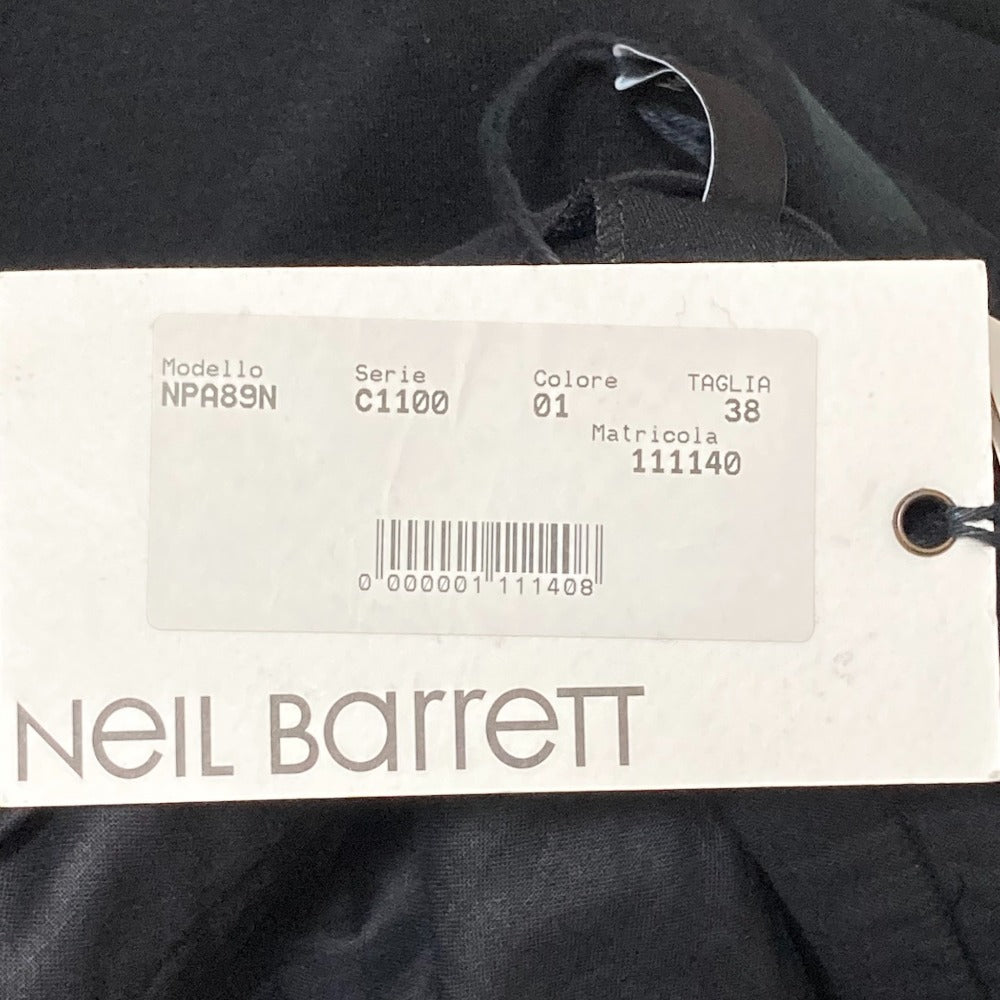 Modello Serie Colore TAGLIA
NPA89N C1100 01 38
Matricola
111140
0 000001 111408
NeIL BarreTT